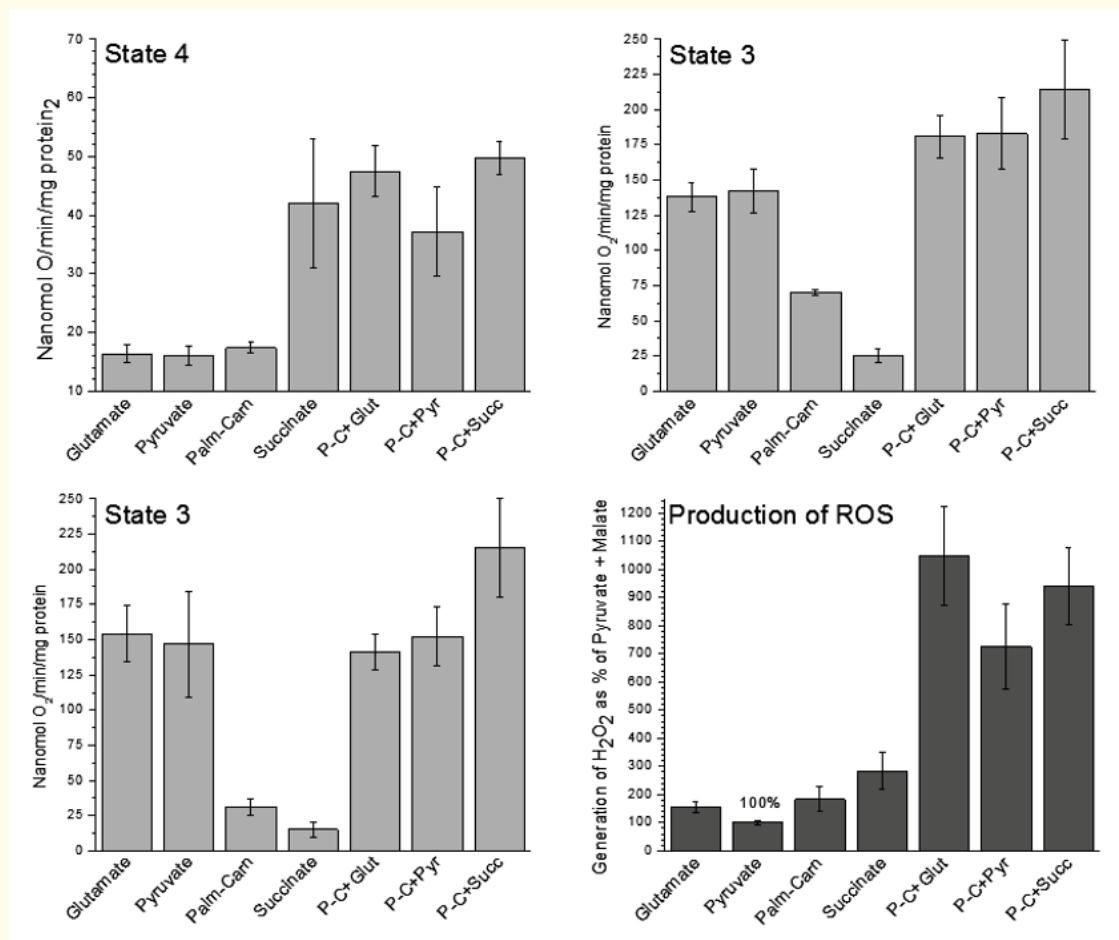 State 4
Nanomol O/min/mg protein₂
70
60
50
40
30
20
10
Glutamate
Pyruvate
Palm-Carn
Succinate
P-C+Glut
P-C+Pyr
P-C+Succ
State 3
Nanomol O₂/min/mg protein
250
225
200
175
150
125
100
75
50
25
0
Glutamate
Pyruvate
Palm-Carn
Succinate
P-C+Glut
P-C+Pyr
P-C+Succ
State 3
Nanomol O₂/min/mg protein
250
225
200
175
150
125
100
75
50
25
0
Glutamate
Pyruvate
Palm-Carn
Succinate
P-C+Glut
P-C+Pyr
P-C+Succ
Production of ROS
Generation of H₂O₂ as % of Pyruvate + Malate
1200
1100
1000
900
800
700
600
500
400
300
200
100
0
100%
Glutamate
Pyruvate
Palm-Carn
Succinate
P-C+Glut
P-C+Pyr
P-C+Succ